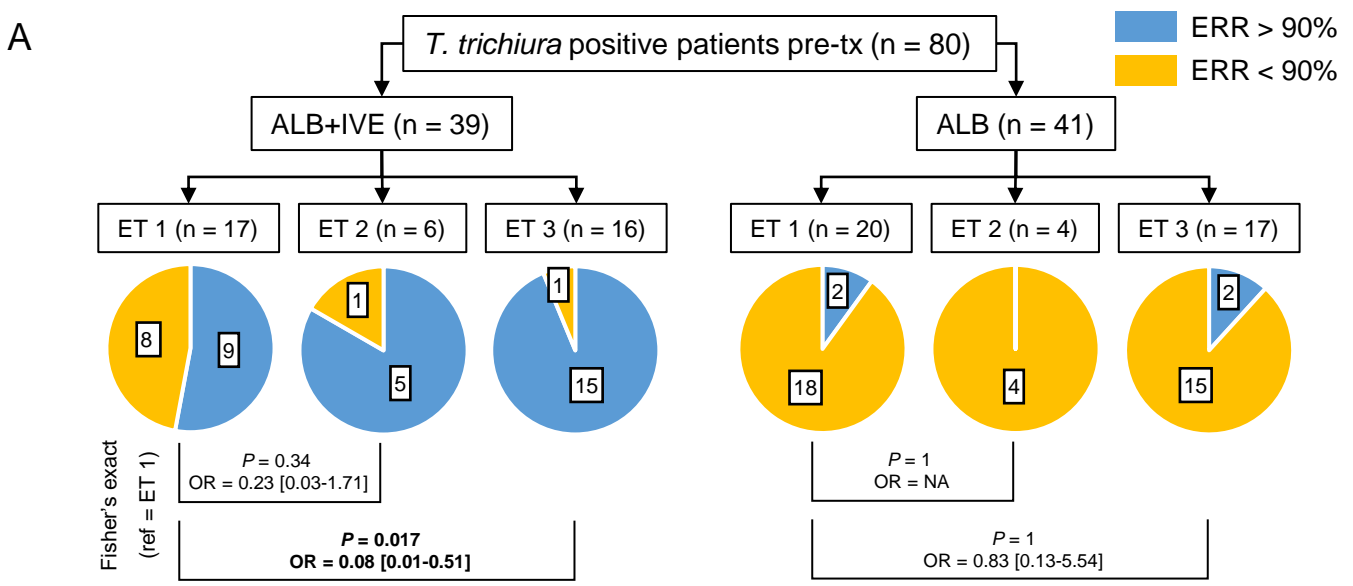 A
T. trichiura positive patients pre-tx (n = 80)
ERR > 90%
ERR < 90%
ALB+IVE (n = 39)
ALB (n = 41)
ET 1 (n = 17)
ET 2 (n = 6)
ET 3 (n = 16)
ET 1 (n = 20)
ET 2 (n = 4)
ET 3 (n = 17)
8
9
1
5
1
15
2
18
4
2
15
Fisher's exact
(ref = ET 1)
P = 0.34
OR = 0.23 [0.03-1.71]
P = 0.017
OR = 0.08 [0.01-0.51]
P = 1
OR = NA
P = 1
OR = 0.83 [0.13-5.54]